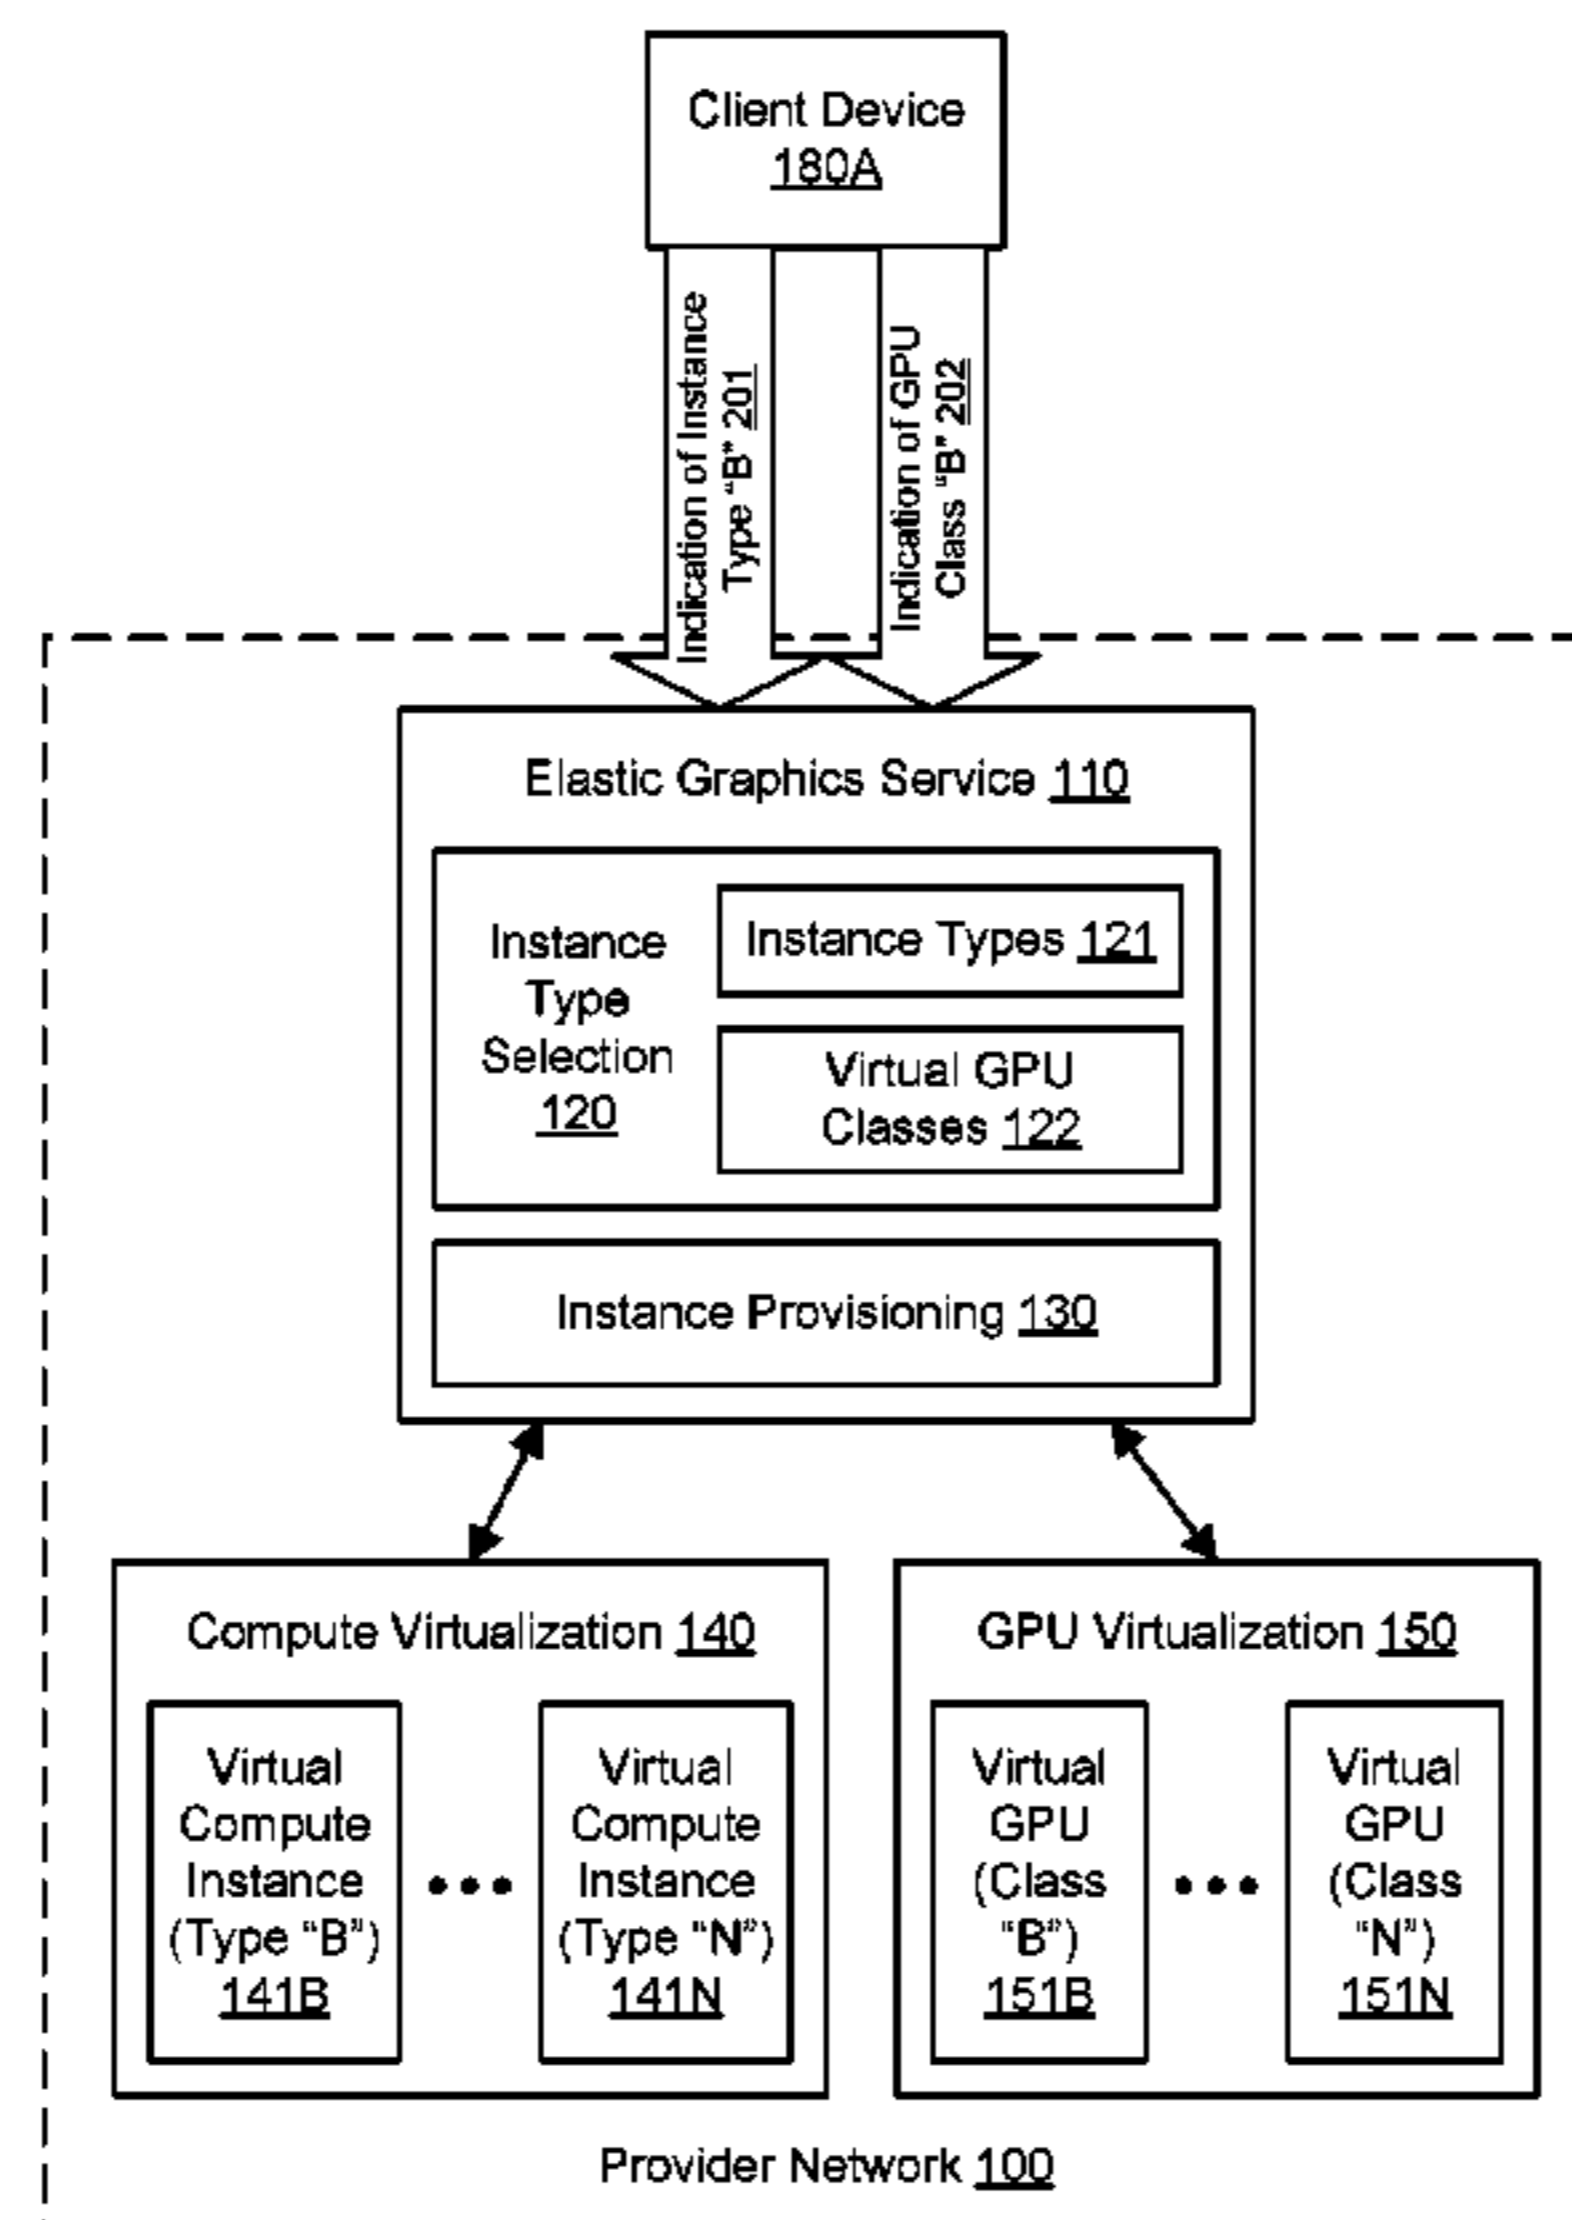 Client Device
180A
Indication of Instance
Type “B” 201
Indication of GPU
Class “B” 202
Elastic Graphics Service 110
Instance
Type
Selection
120
Instance Types 121
Virtual GPU
Classes 122
Instance Provisioning 130
Compute Virtualization 140
Virtual
Compute
Instance
(Type “B”)
141B
Virtual
Compute
Instance
(Type “N”)
141N
GPU Virtualization 150
Virtual
GPU
(Class
“B”)
151B
Virtual
GPU
(Class
“N”)
151N
Provider Network 100